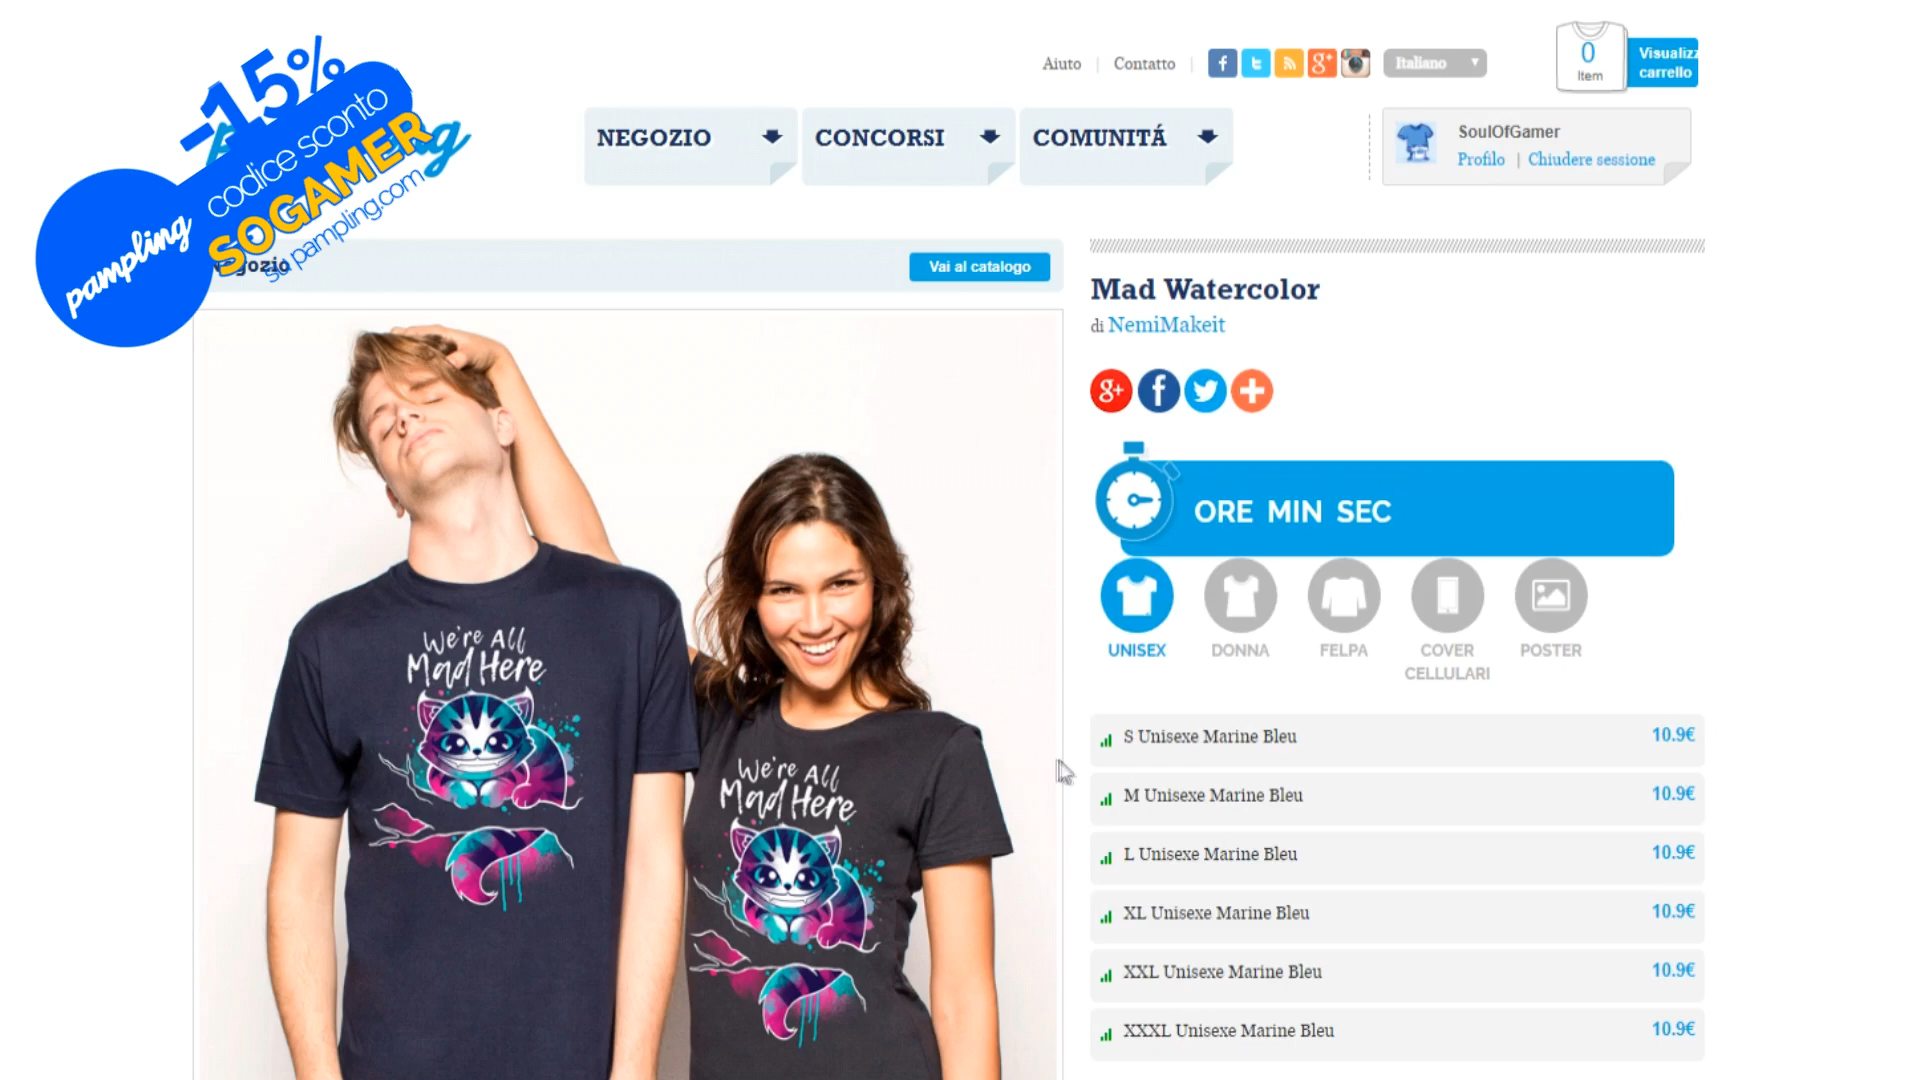 -15%
codice sconto
SOGAMER
su pampling.com
pampling
Aiuto | Contatto |
Italiano
0
Item
Visualizz
carrello
NEGOZIO
CONCORSI
COMUNITÁ
SoulOfGamer
Profilo | Chiudere sessione
Negozio
Vai al catalogo
Mad Watercolor
di NemiMakeit
ORE MIN SEC
UNISEX
DONNA
FELPA
COVER
CELLULARI
POSTER
We're All
Mad Here
We're All
Mad Here
S Unisexe Marine Bleu 10.9€
M Unisexe Marine Bleu 10.9€
L Unisexe Marine Bleu 10.9€
XL Unisexe Marine Bleu 10.9€
XXL Unisexe Marine Bleu 10.9€
XXXL Unisexe Marine Bleu 10.9€